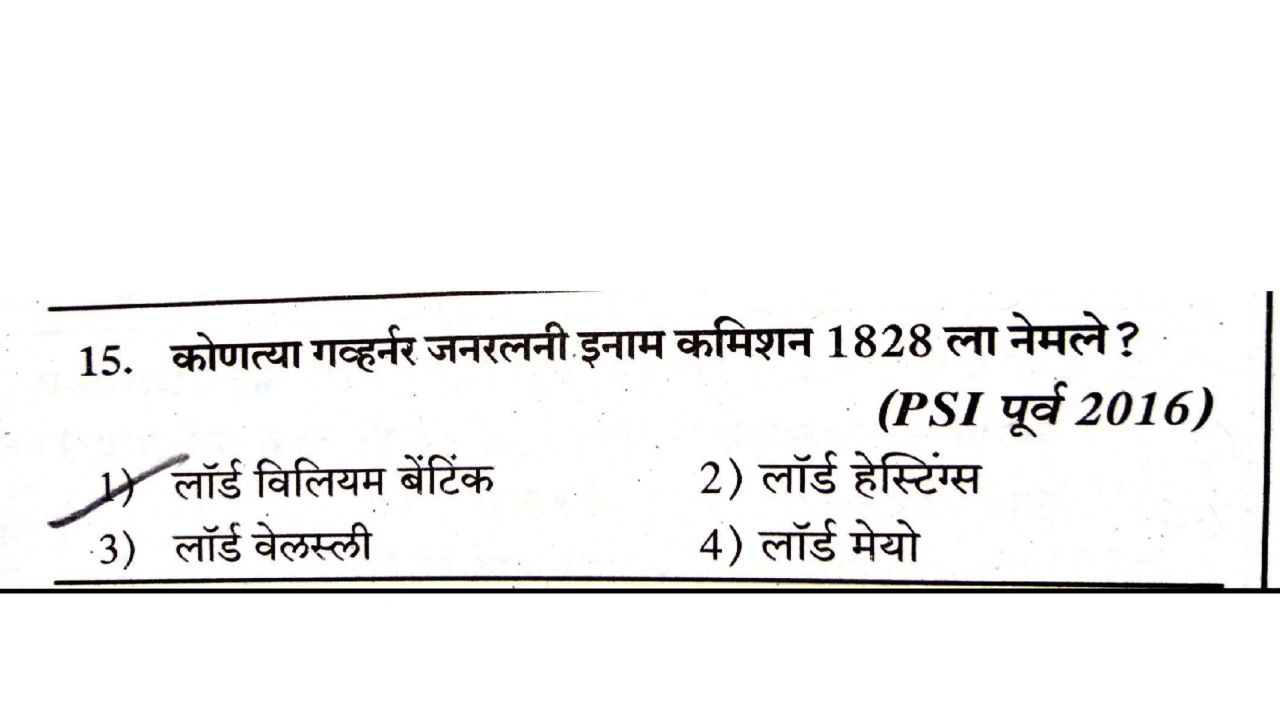 15. कोणत्या गव्हर्नर जनरलनी इनाम कमिशन 1828 ला नेमले?
(PSI पूर्व 2016)
1) लॉर्ड विलियम बेंटिंक 2) लॉर्ड हेस्टिंग्स
3) लॉर्ड वेलस्ली 4) लॉर्ड मेयो